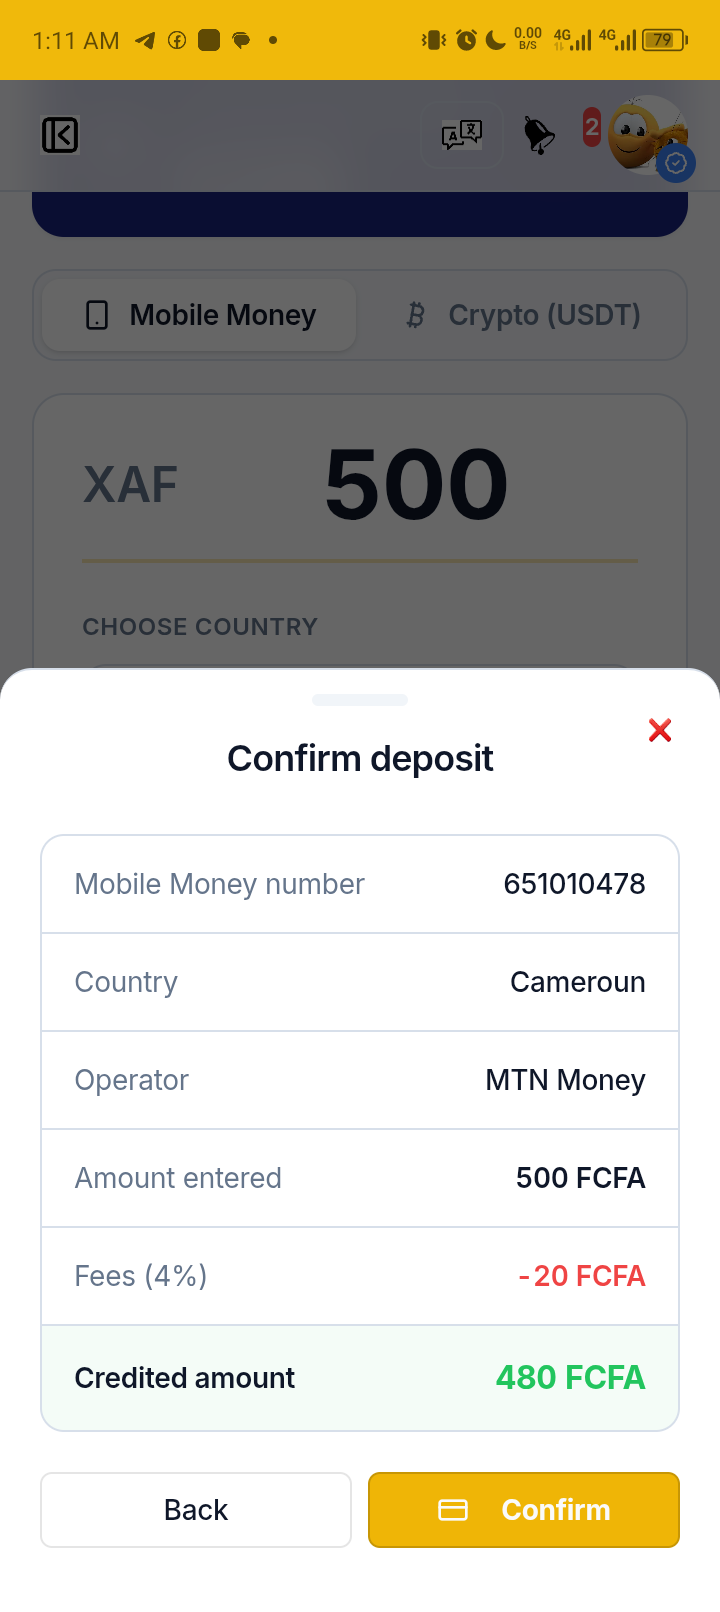 1:11 AM 0.00 B/S 4G 4G 79
A 文 2
Mobile Money Crypto (USDT)
XAF 500
CHOOSE COUNTRY
Confirm deposit
Mobile Money number 651010478
Country Cameroun
Operator MTN Money
Amount entered 500 FCFA
Fees (4%) -20 FCFA
Credited amount 480 FCFA
Back Confirm